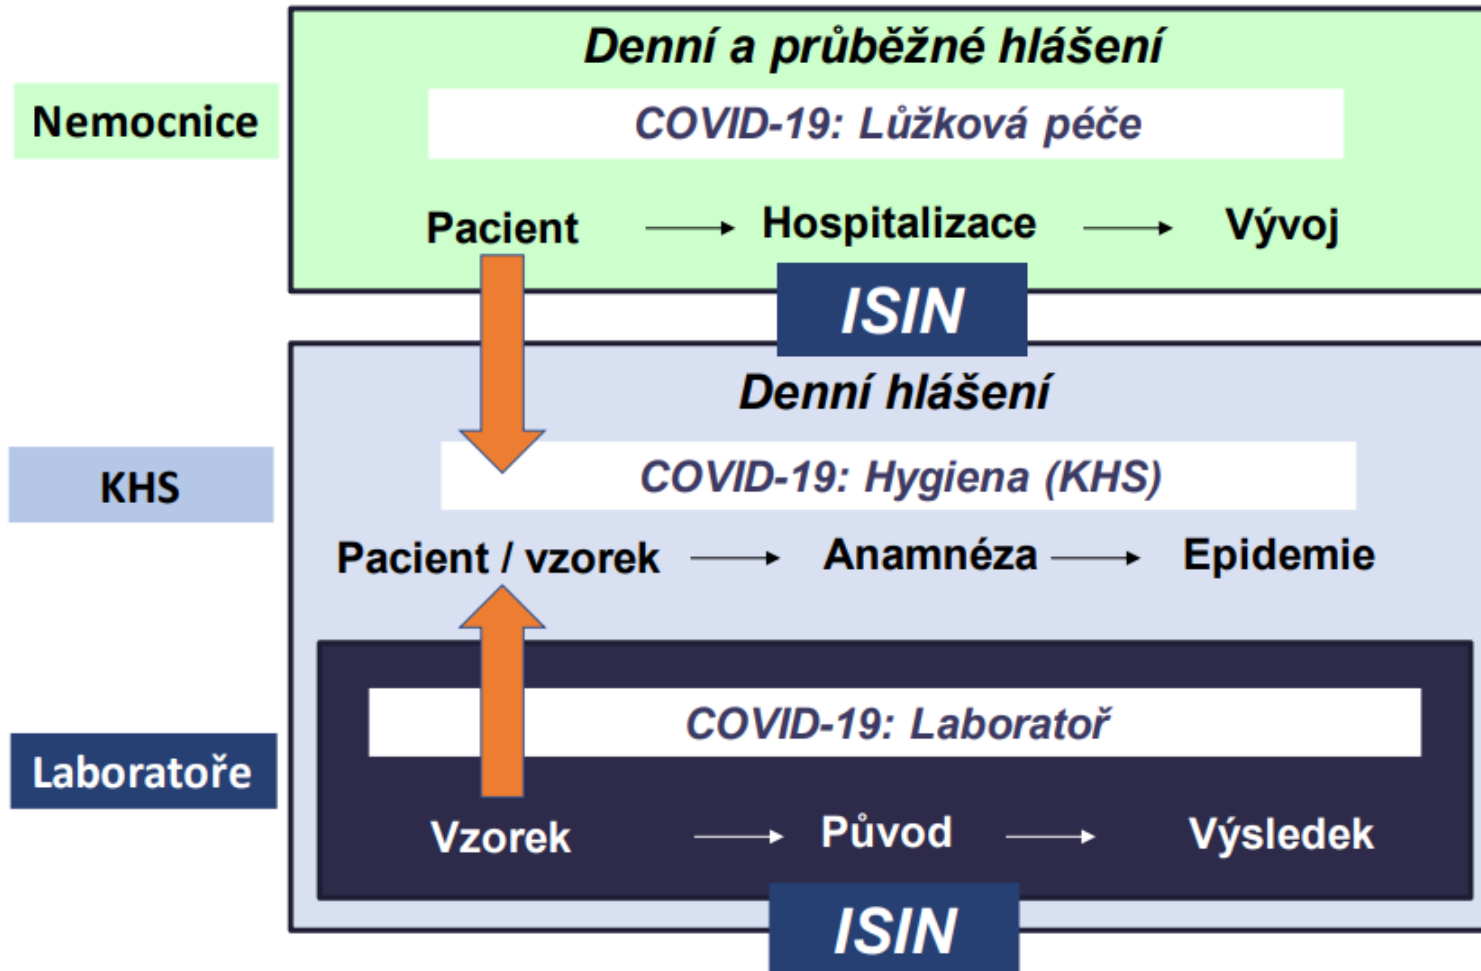 Denní a průběžné hlášení
Nemocnice
COVID-19: Lůžková péče
Pacient
Hospitalizace
Vývoj
ISIN
Denní hlášení
KHS
COVID-19: Hygiena (KHS)
Pacient / vzorek
Anamnéza
Epidemie
Laboratoře
COVID-19: Laboratoř
Vzorek
Původ
Výsledek
ISIN